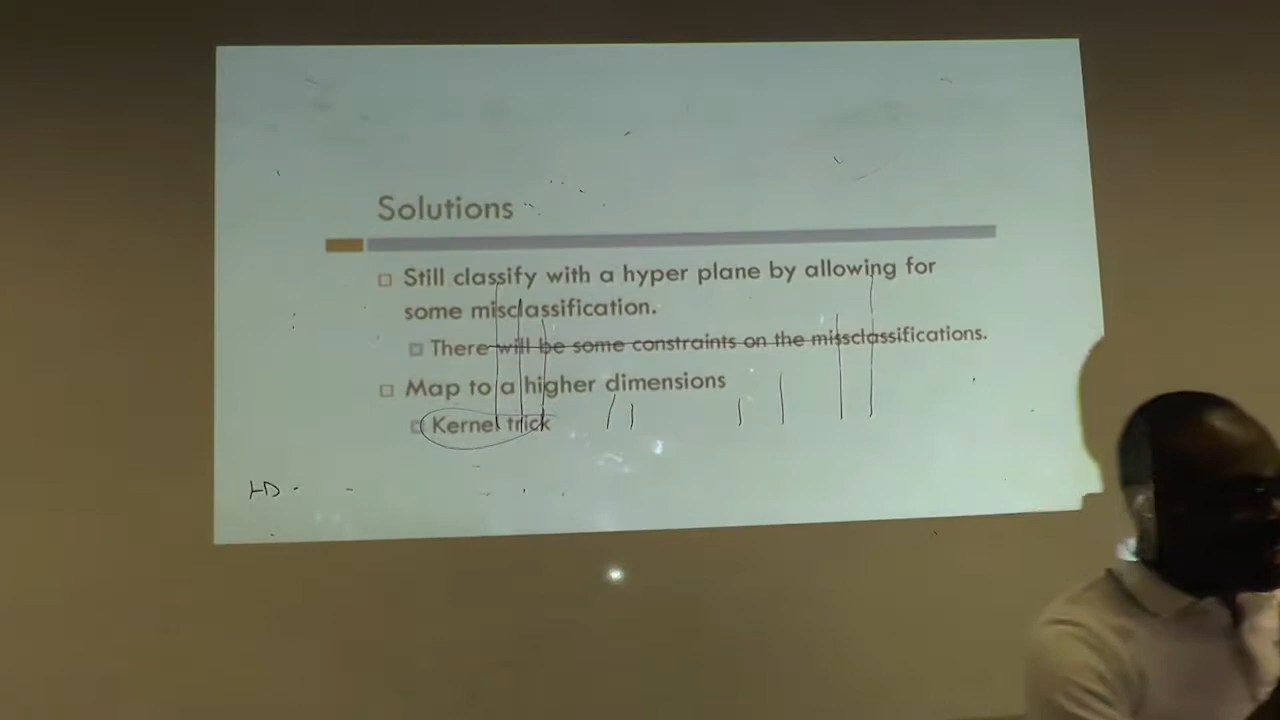 Solutions
Still classify with a hyper plane by allowing for
some misclassification.
There will be some constraints on the missclassifications.
Map to a higher dimensions
Kernel trick